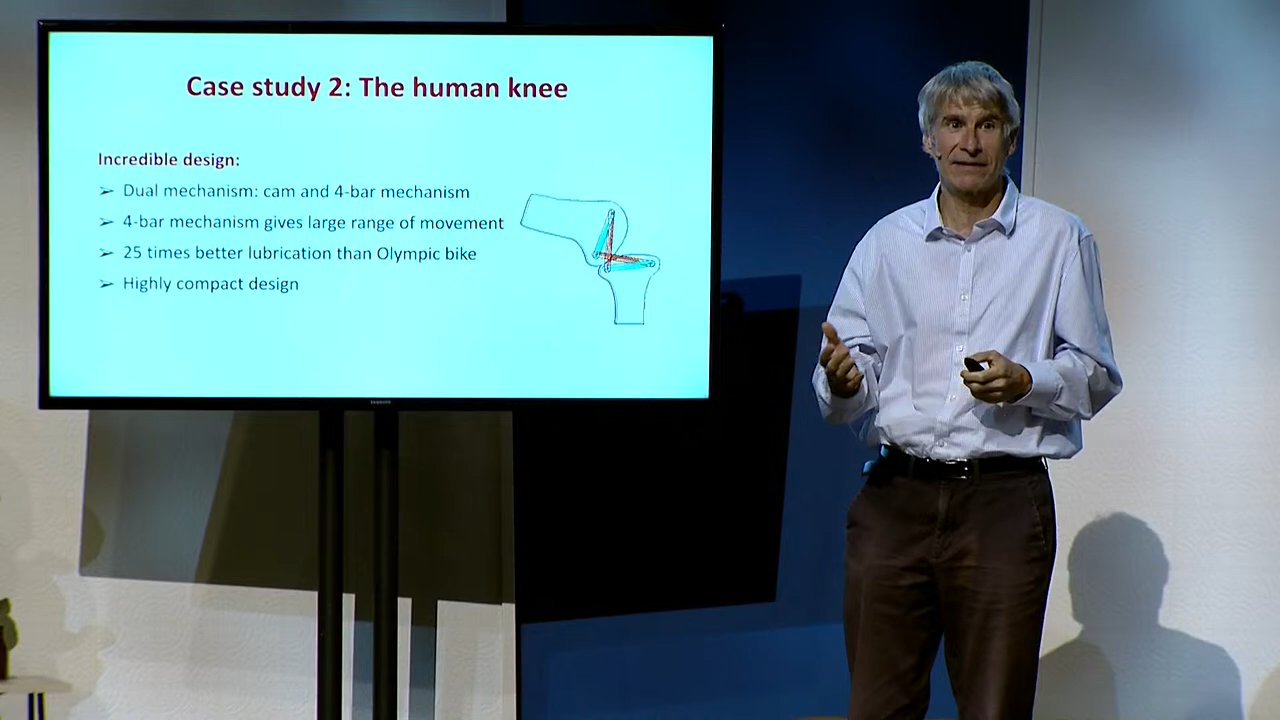 Case study 2: The human knee
Incredible design:
➢ Dual mechanism: cam and 4-bar mechanism
➢ 4-bar mechanism gives large range of movement
➢ 25 times better lubrication than Olympic bike
➢ Highly compact design
SAMSUNG